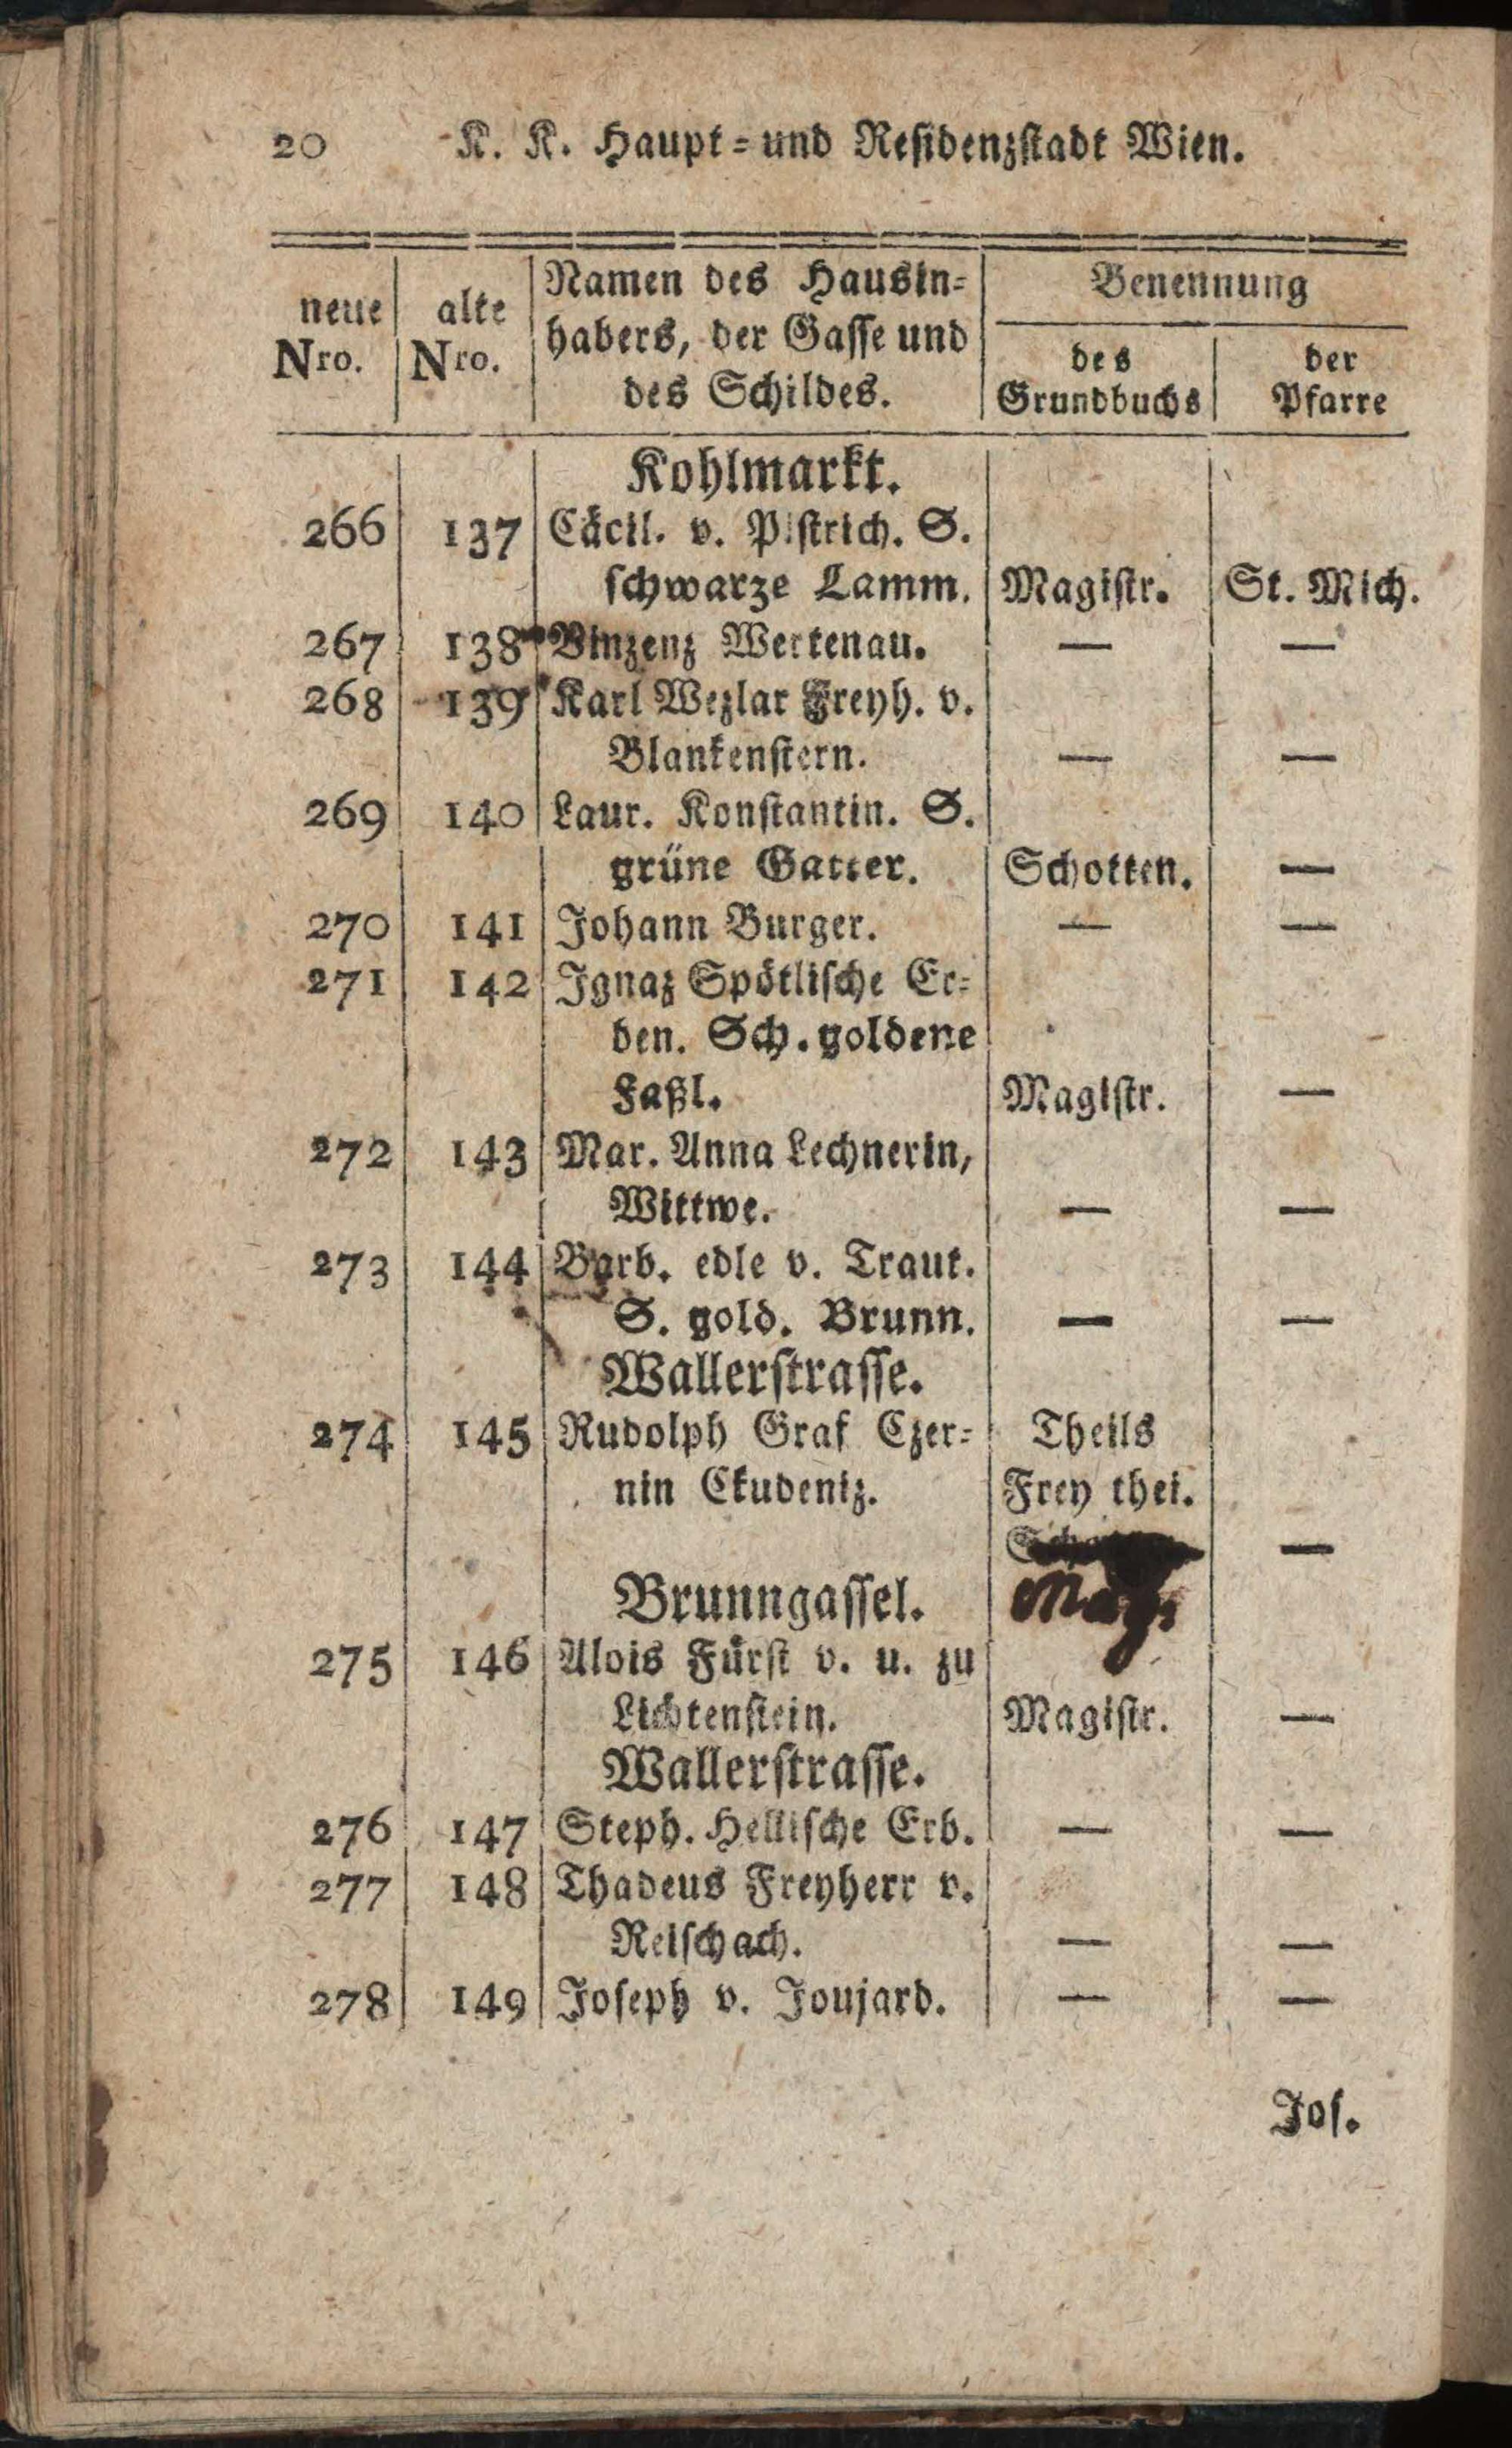 20 K. K. Haupt- und Residenzstadt Wien.
neue Nro. alte Nro. Namen des Hausin-
habers, der Gasse und
des Schildes. Benennung
des Grundbuchs der Pfarre
Kohlmarkt.
266 137 Cäcil. v. Pistrich. S.
schwarze Lamm. Magistr. St. Mich.
267 138 Vinzenz Wertenau. — —
268 139 Karl Wezlar Freyh. v.
Blankenstern. — —
269 140 Laur. Konstantin. S.
grüne Gatter. Schotten. —
270 141 Johann Burger. — —
271 142 Ignaz Spötlische Er-
ben. Sch. goldene
Faßl. Magistr. —
272 143 Mar. Anna Lechnerin,
Wittwe. — —
273 144 Barb. edle v. Traut.
S. gold. Brunn. — —
Wallerstrasse.
274 145 Rudolph Graf Czer- Theils
nin Ckudeniz. Frey thei.
—
Brunngassel. Mag.
275 146 Alois Fürst v. u. zu
Lichtenstein. Magistr. —
Wallerstrasse.
276 147 Steph. Hellische Erb. — —
277 148 Thadeus Freyherr v.
Reischach. — —
278 149 Joseph v. Joujard. — —
Jos.